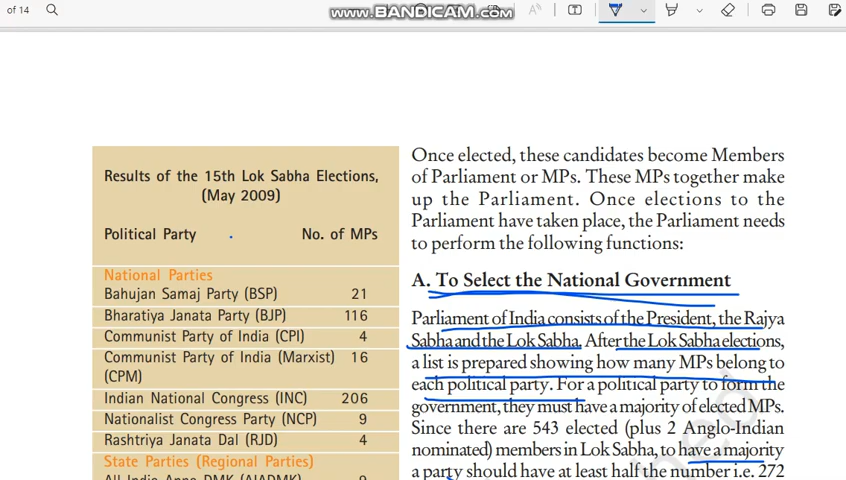 of 14
www.BANDICAM.com
Results of the 15th Lok Sabha Elections,
(May 2009)
Political Party No. of MPs
National Parties
Bahujan Samaj Party (BSP) 21
Bharatiya Janata Party (BJP) 116
Communist Party of India (CPI) 4
Communist Party of India (Marxist) 16
(CPM)
Indian National Congress (INC) 206
Nationalist Congress Party (NCP) 9
Rashtriya Janata Dal (RJD) 4
State Parties (Regional Parties)
All India Anna DMK (AIADMK) 9
Once elected, these candidates become Members
of Parliament or MPs. These MPs together make
up the Parliament. Once elections to the
Parliament have taken place, the Parliament needs
to perform the following functions:
A. To Select the National Government
Parliament of India consists of the President, the Rajya
Sabha and the Lok Sabha. After the Lok Sabha elections,
a list is prepared showing how many MPs belong to
each political party. For a political party to form the
government, they must have a majority of elected MPs.
Since there are 543 elected (plus 2 Anglo-Indian
nominated) members in Lok Sabha, to have a majority
a party should have at least half the number i.e. 272